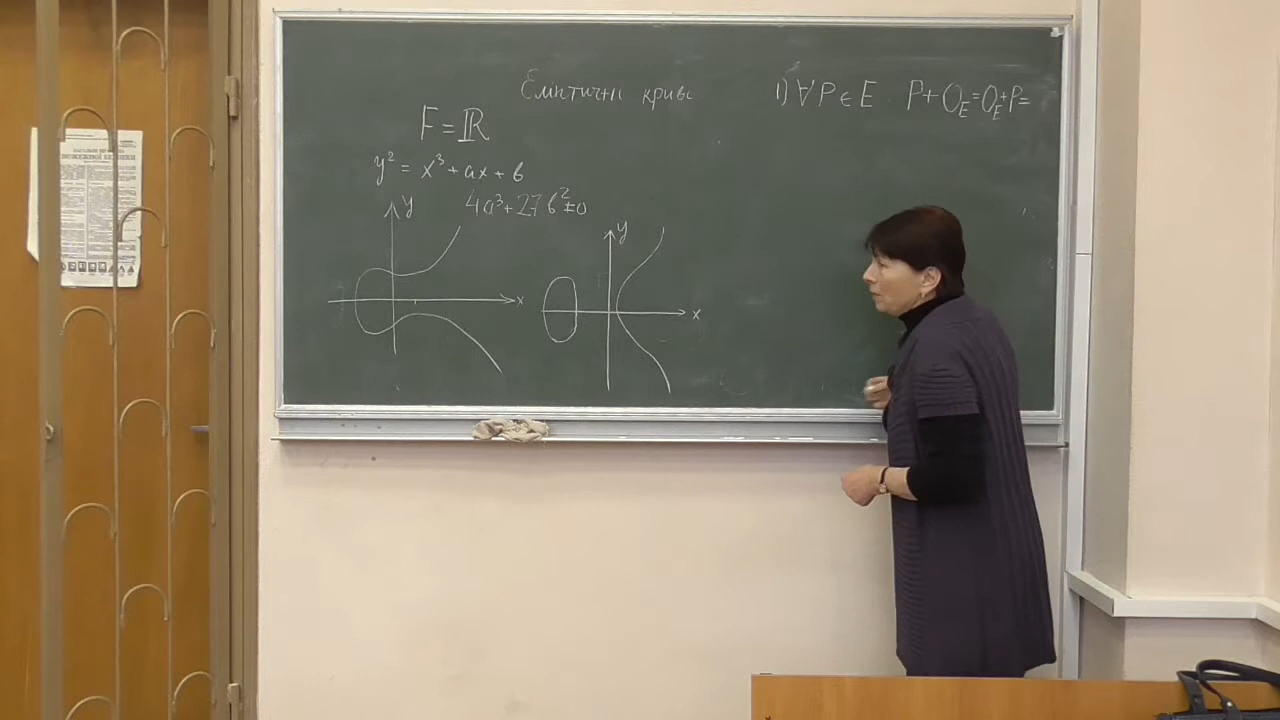 Еліптичні криві
F = ℝ
y² = x³ + ax + b
4a³ + 27b² ≠ 0
y
x
y
x
1) ∀ P ∈ E P + O_E = O_E + P =